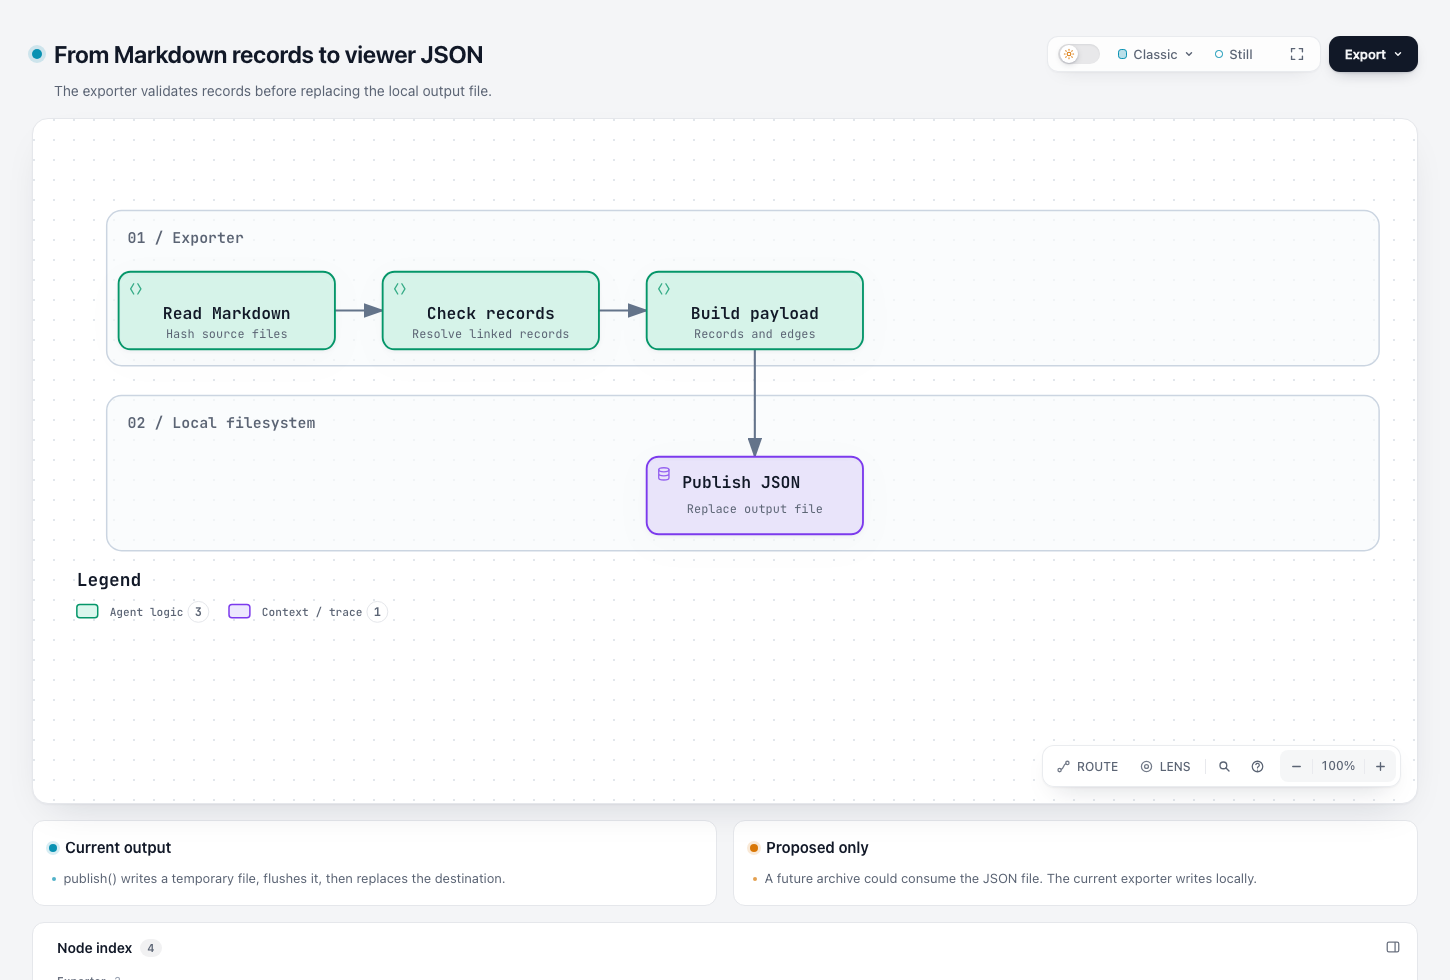 From Markdown records to viewer JSON
Classic
Still
Export
The exporter validates records before replacing the local output file.
01 / Exporter
Read Markdown
Hash source files
Check records
Resolve linked records
Build payload
Records and edges
02 / Local filesystem
Publish JSON
Replace output file
Legend
Agent logic 3
Context / trace 1
ROUTE
LENS
− 100% +
Current output
• publish() writes a temporary file, flushes it, then replaces the destination.
Proposed only
• A future archive could consume the JSON file. The current exporter writes locally.
Node index 4
Exporter 3